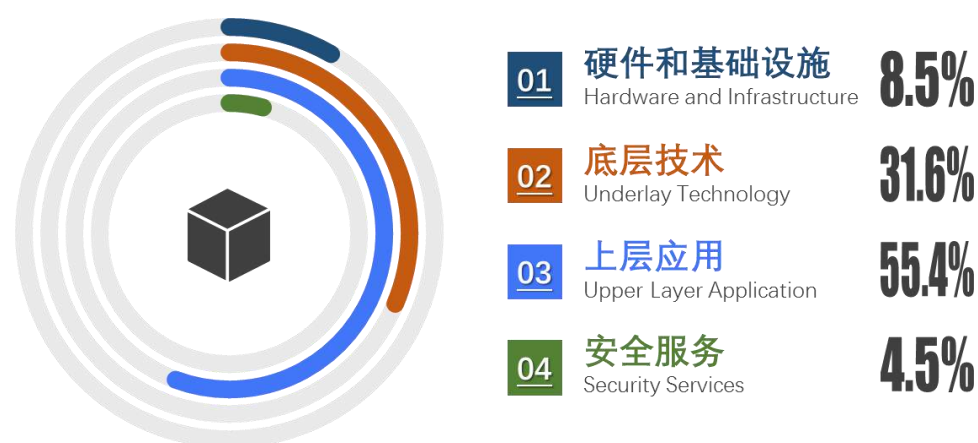 01
硬件和基础设施
Hardware and Infrastructure
8.5%
02
底层技术
Underlay Technology
31.6%
03
上层应用
Upper Layer Application
55.4%
04
安全服务
Security Services
4.5%